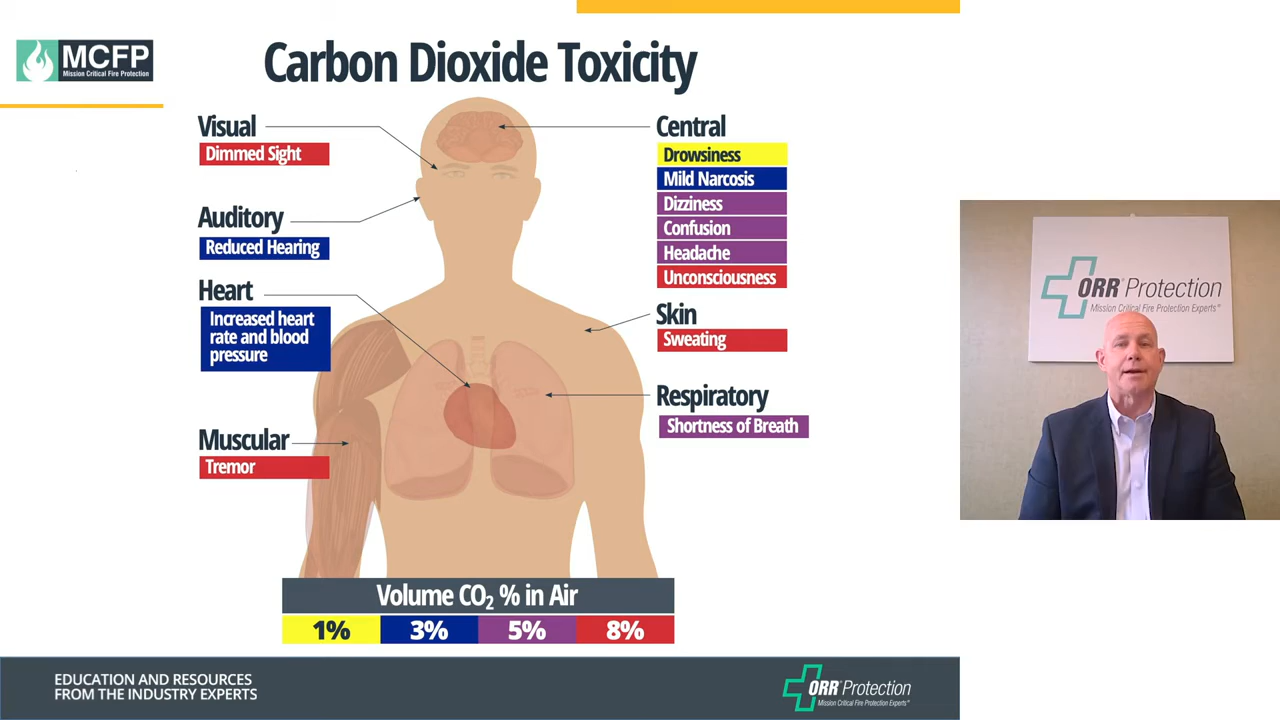 MCFP
Mission Critical Fire Protection
Carbon Dioxide Toxicity
Visual
Dimmed Sight
Auditory
Reduced Hearing
Heart
Increased heart
rate and blood
pressure
Muscular
Tremor
Central
Drowsiness
Mild Narcosis
Dizziness
Confusion
Headache
Unconsciousness
Skin
Sweating
Respiratory
Shortness of Breath
Volume CO₂ % in Air
1% 3% 5% 8%
EDUCATION AND RESOURCES
FROM THE INDUSTRY EXPERTS
ORR® Protection
Mission Critical Fire Protection Experts®
ORR® Protection
Mission Critical Fire Protection Experts®